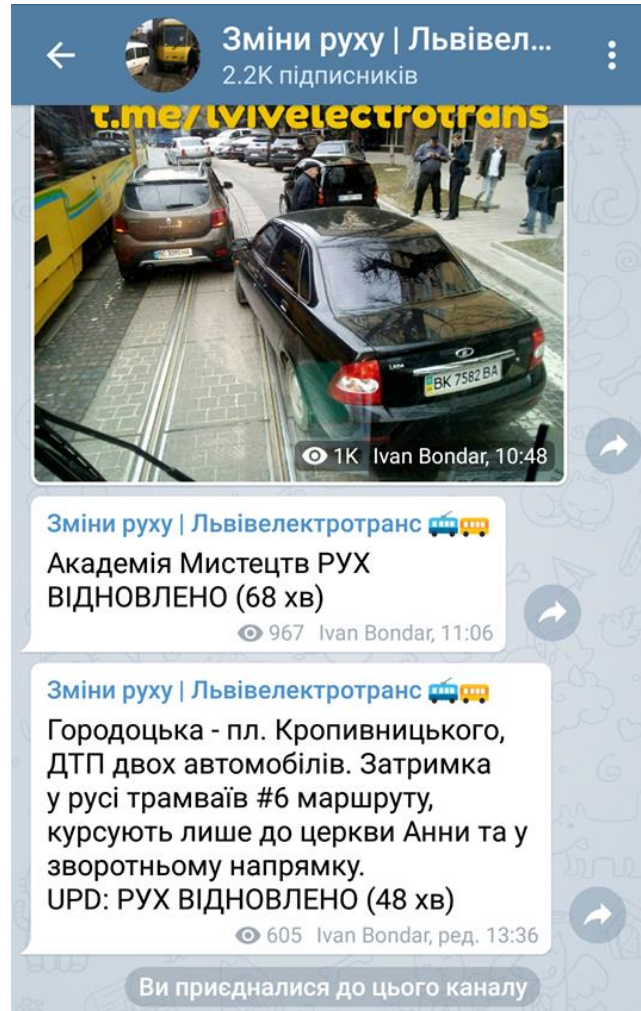 Зміни руху | Львівел...
2.2K підписників
t.me/lvivelectrotrans
LADA
BK 7582 BA
1K Ivan Bondar, 10:48
Зміни руху | Львівелектротранс
Академія Мистецтв РУХ
ВІДНОВЛЕНО (68 хв)
967 Ivan Bondar, 11:06
Зміни руху | Львівелектротранс
Городоцька - пл. Кропивницького,
ДТП двох автомобілів. Затримка
у русі трамваїв #6 маршруту,
курсують лише до церкви Анни та у
зворотньому напрямку.
UPD: РУХ ВІДНОВЛЕНО (48 хв)
605 Ivan Bondar, ред. 13:36
Ви приєдналися до цього каналу